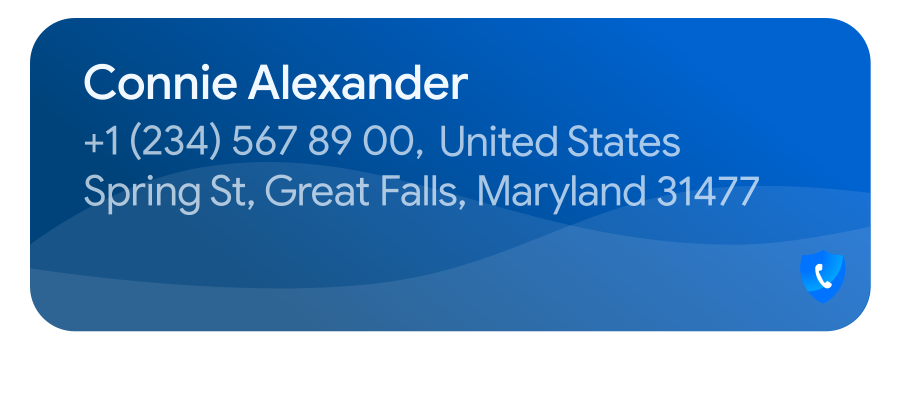 Connie Alexander
+1 (234) 567 89 00, United States
Spring St, Great Falls, Maryland 31477